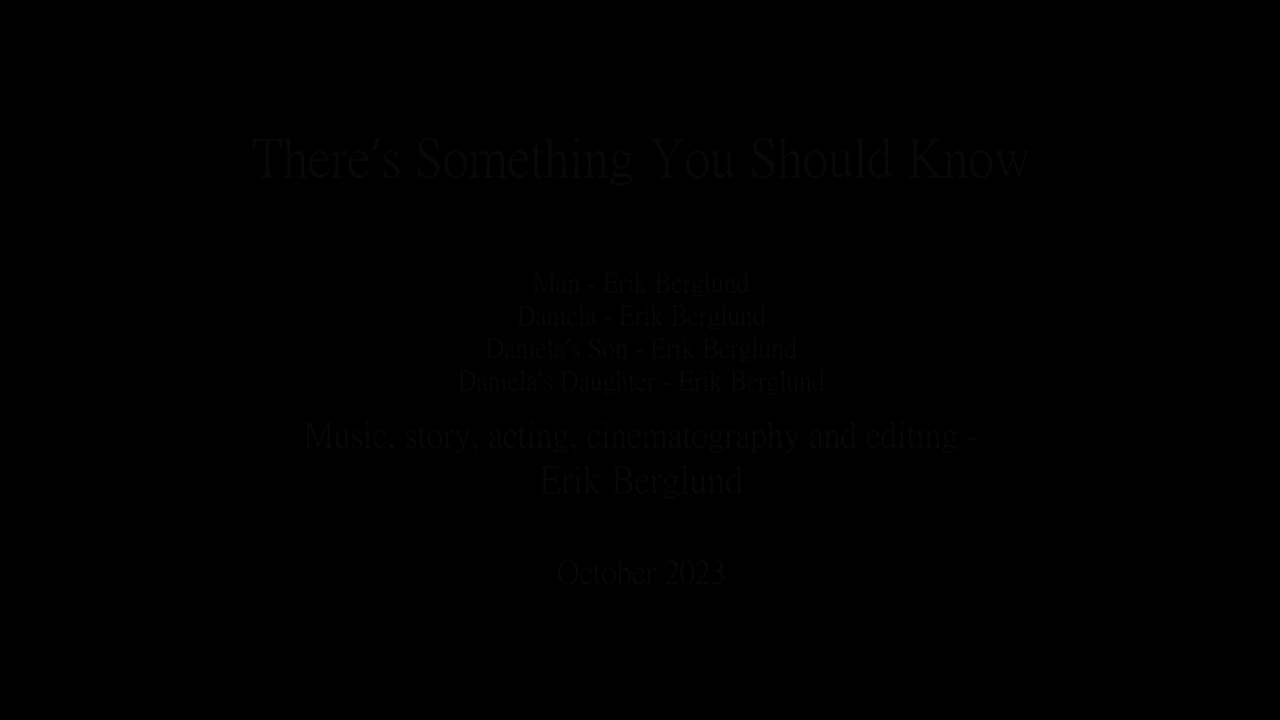 There's Something You Should Know
Man - Erik Berglund
Daniela - Erik Berglund
Daniela's Son - Erik Berglund
Daniela's Daughter - Erik Berglund
Music, story, acting, cinematography and editing -
Erik Berglund
October 2023